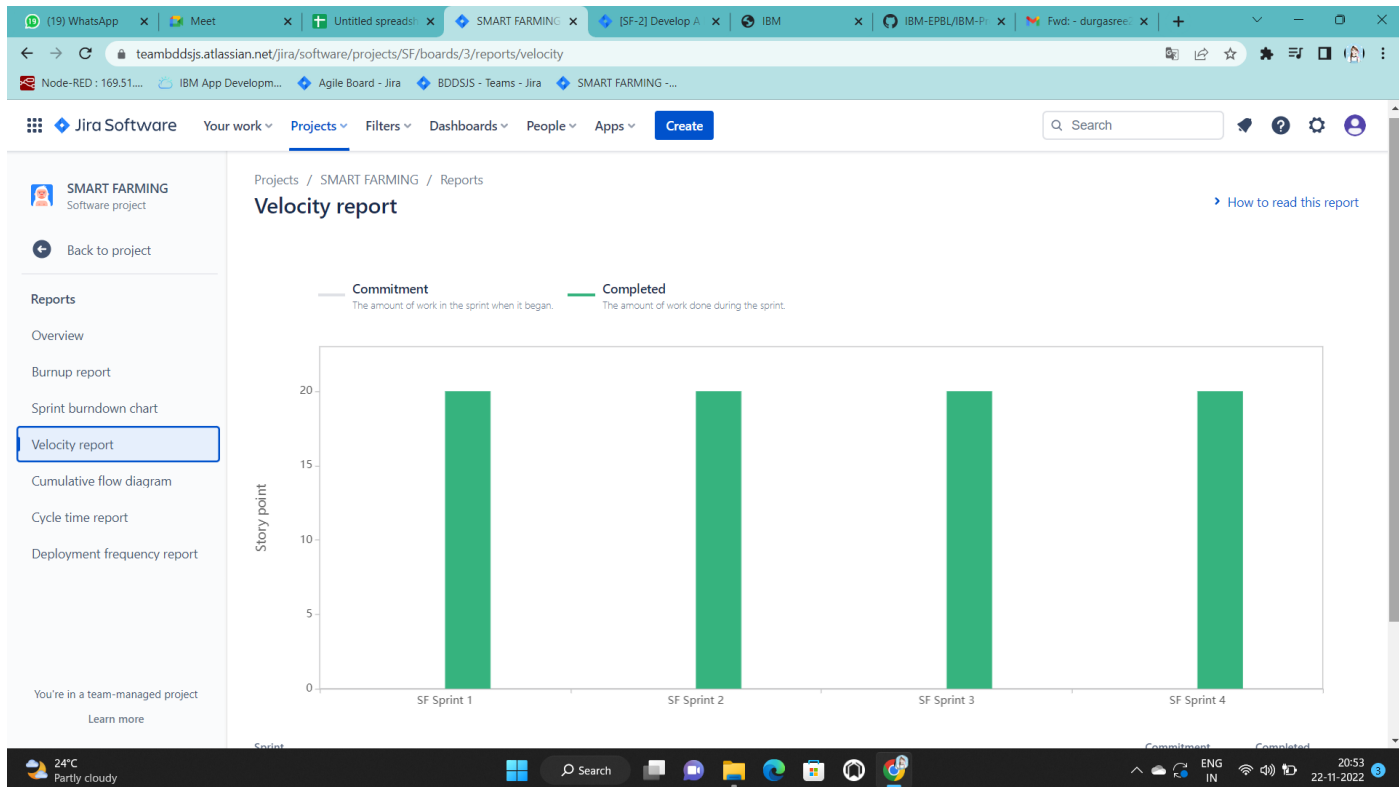 (19) WhatsApp
Meet
Untitled spreadsh
SMART FARMING
[SF-2] Develop A
IBM
IBM-EPBL/IBM-Pr
Fwd: - durgasree2
teambddsjs.atlassian.net/jira/software/projects/SF/boards/3/reports/velocity
Node-RED : 169.51....
IBM App Developm...
Agile Board - Jira
BDDSJS - Teams - Jira
SMART FARMING -...
Jira Software
Your work
Projects
Filters
Dashboards
People
Apps
Create
Search
SMART FARMING
Software project
Back to project
Reports
Overview
Burnup report
Sprint burndown chart
Velocity report
Cumulative flow diagram
Cycle time report
Deployment frequency report
You're in a team-managed project
Learn more
Projects / SMART FARMING / Reports
Velocity report
How to read this report
Commitment
The amount of work in the sprint when it began.
Completed
The amount of work done during the sprint.
Story point
20
15
10
5
0
SF Sprint 1
SF Sprint 2
SF Sprint 3
SF Sprint 4
Sprint
Commitment
Completed
24°C
Partly cloudy
Search
ENG
IN
20:53
22-11-2022
3